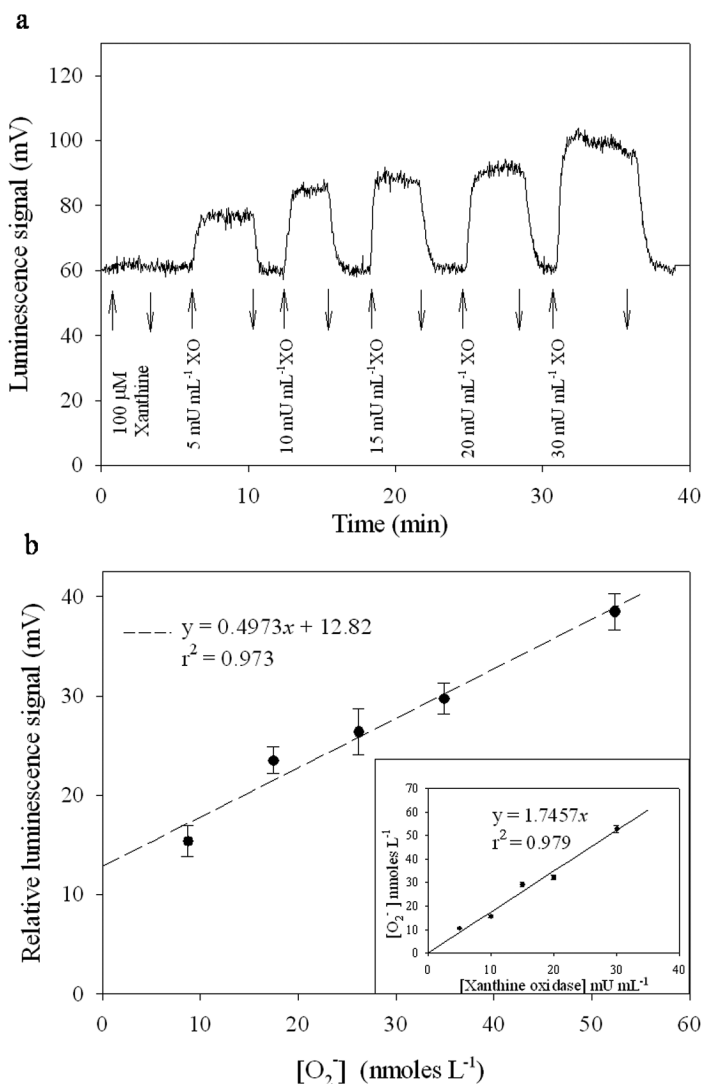 a
Luminescence signal (mV)
120
100
80
60
40
20
0
100 µM
Xanthine
5 mU mL⁻¹ XO
10 mU mL⁻¹XO
15 mU mL⁻¹ XO
20 mU mL⁻¹ XO
30 mU mL⁻¹ XO
0 10 20 30 40
Time (min)
b
Relative luminescence signal (mV)
40
30
20
10
0
y = 0.4973x + 12.82
r² = 0.973
[O₂⁻] nmoles L⁻¹
70
60
50
40
30
20
10
0
y = 1.7457x
r² = 0.979
0 10 20 30 40
[Xanthine oxidase] mU mL⁻¹
0 10 20 30 40 50 60
[O₂⁻] (nmoles L⁻¹)